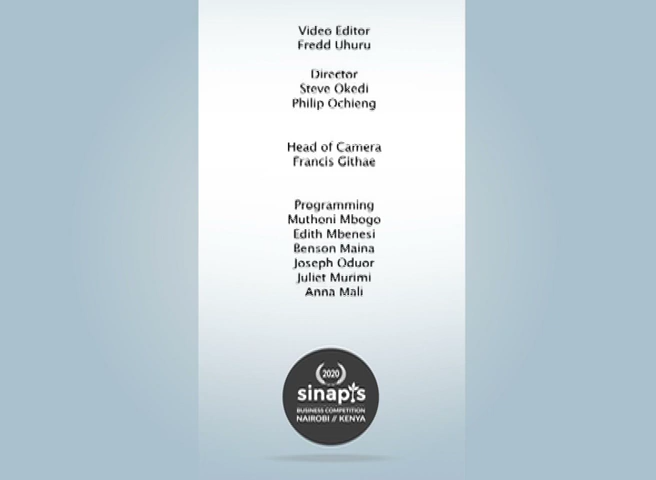 Video Editor
Fredd Uhuru
Director
Steve Okedi
Philip Ochieng
Head of Camera
Francis Githae
Programming
Muthoni Mbogo
Edith Mbenesi
Benson Maina
Joseph Oduor
Juliet Murimi
Anna Mali
2020
sinapis
BUSINESS COMPETITION
NAIROBI // KENYA